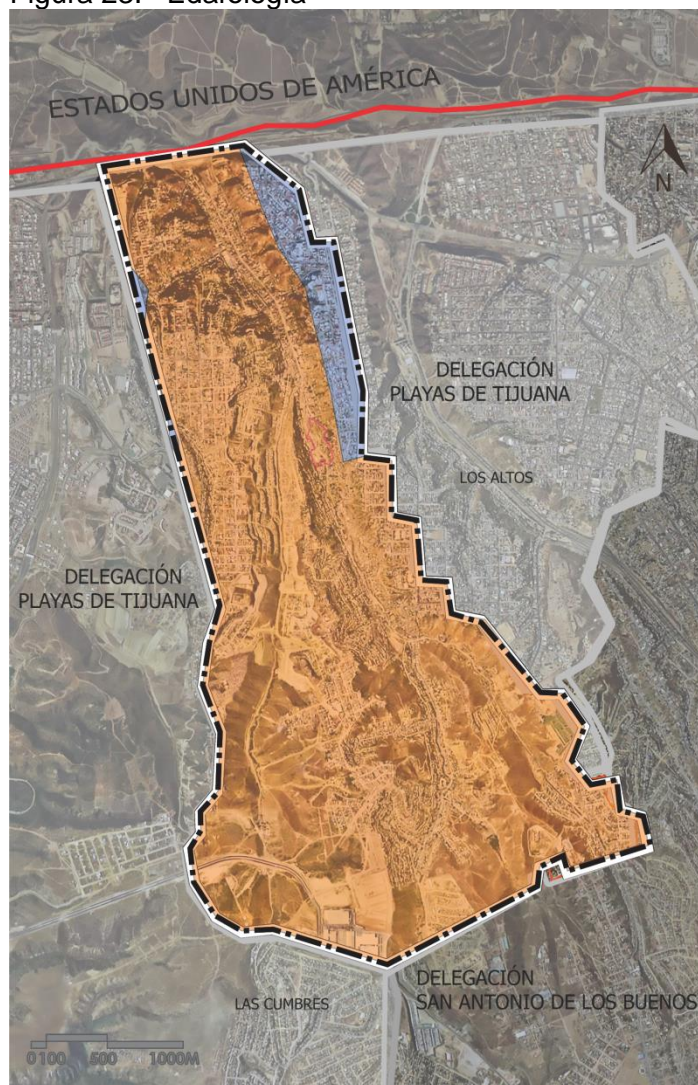 Figura 28. Edafología
ESTADOS UNIDOS DE AMÉRICA
N
DELEGACIÓN
PLAYAS DE TIJUANA
LOS ALTOS
DELEGACIÓN
PLAYAS DE TIJUANA
DELEGACIÓN
SAN ANTONIO DE LOS BUENOS
LAS CUMBRES
0 100 500 1000M